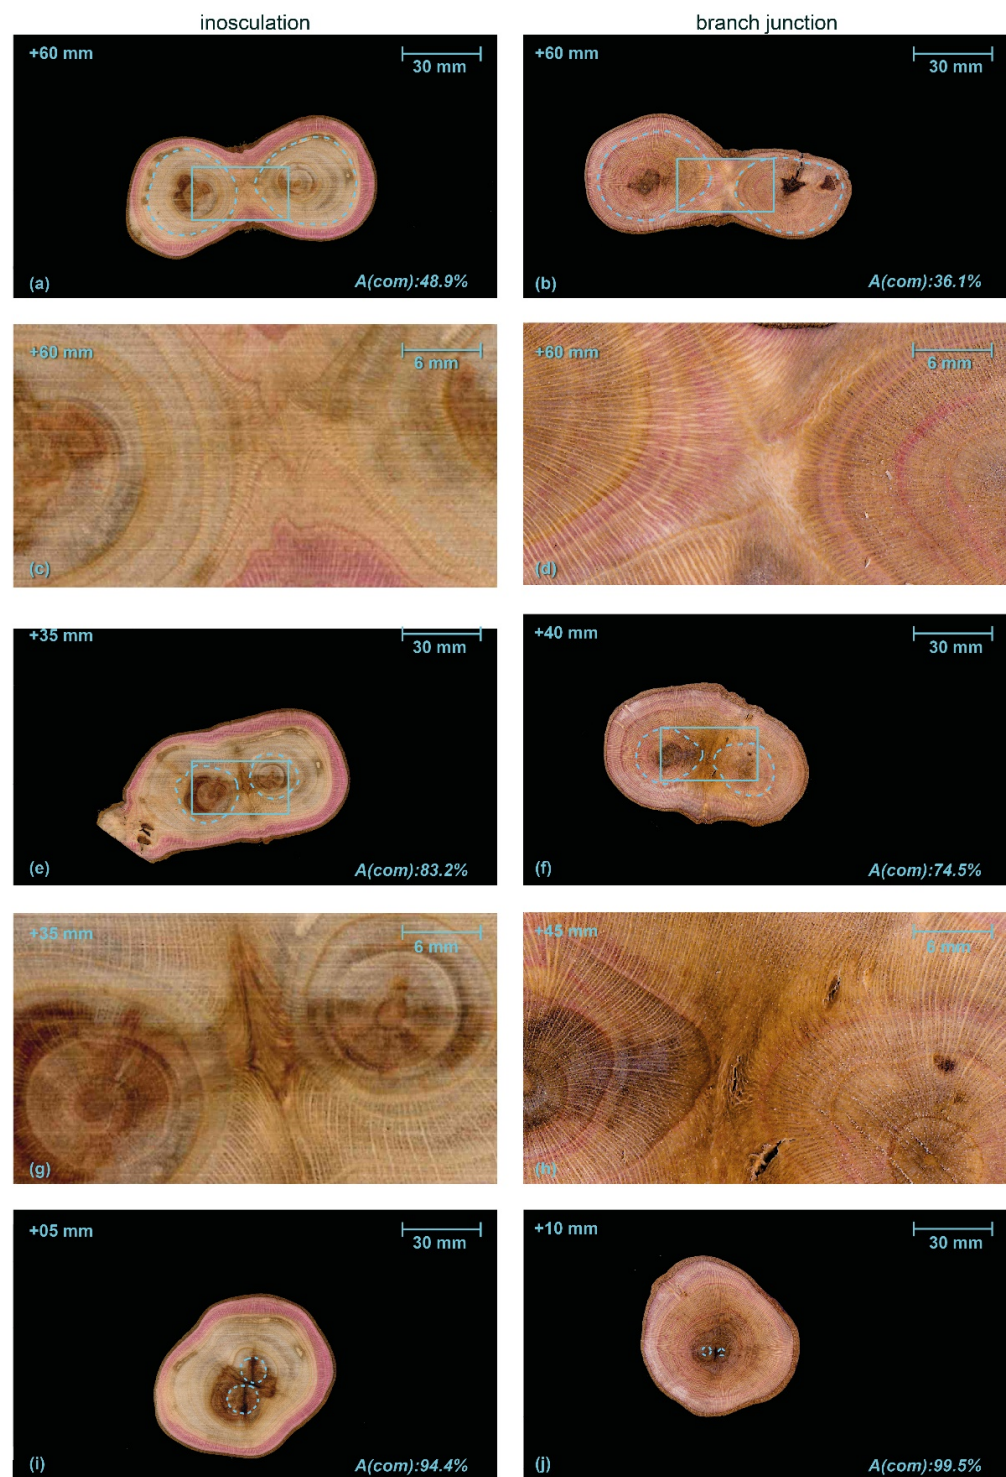 inosculation
branch junction
+60 mm
30 mm
(a)
A(com):48.9%
+60 mm
30 mm
(b)
A(com):36.1%
+60 mm
6 mm
(c)
+60 mm
6 mm
(d)
+35 mm
30 mm
(e)
A(com):83.2%
+40 mm
30 mm
(f)
A(com):74.5%
+35 mm
6 mm
(g)
+45 mm
6 mm
(h)
+05 mm
30 mm
(i)
A(com):94.4%
+10 mm
30 mm
(j)
A(com):99.5%